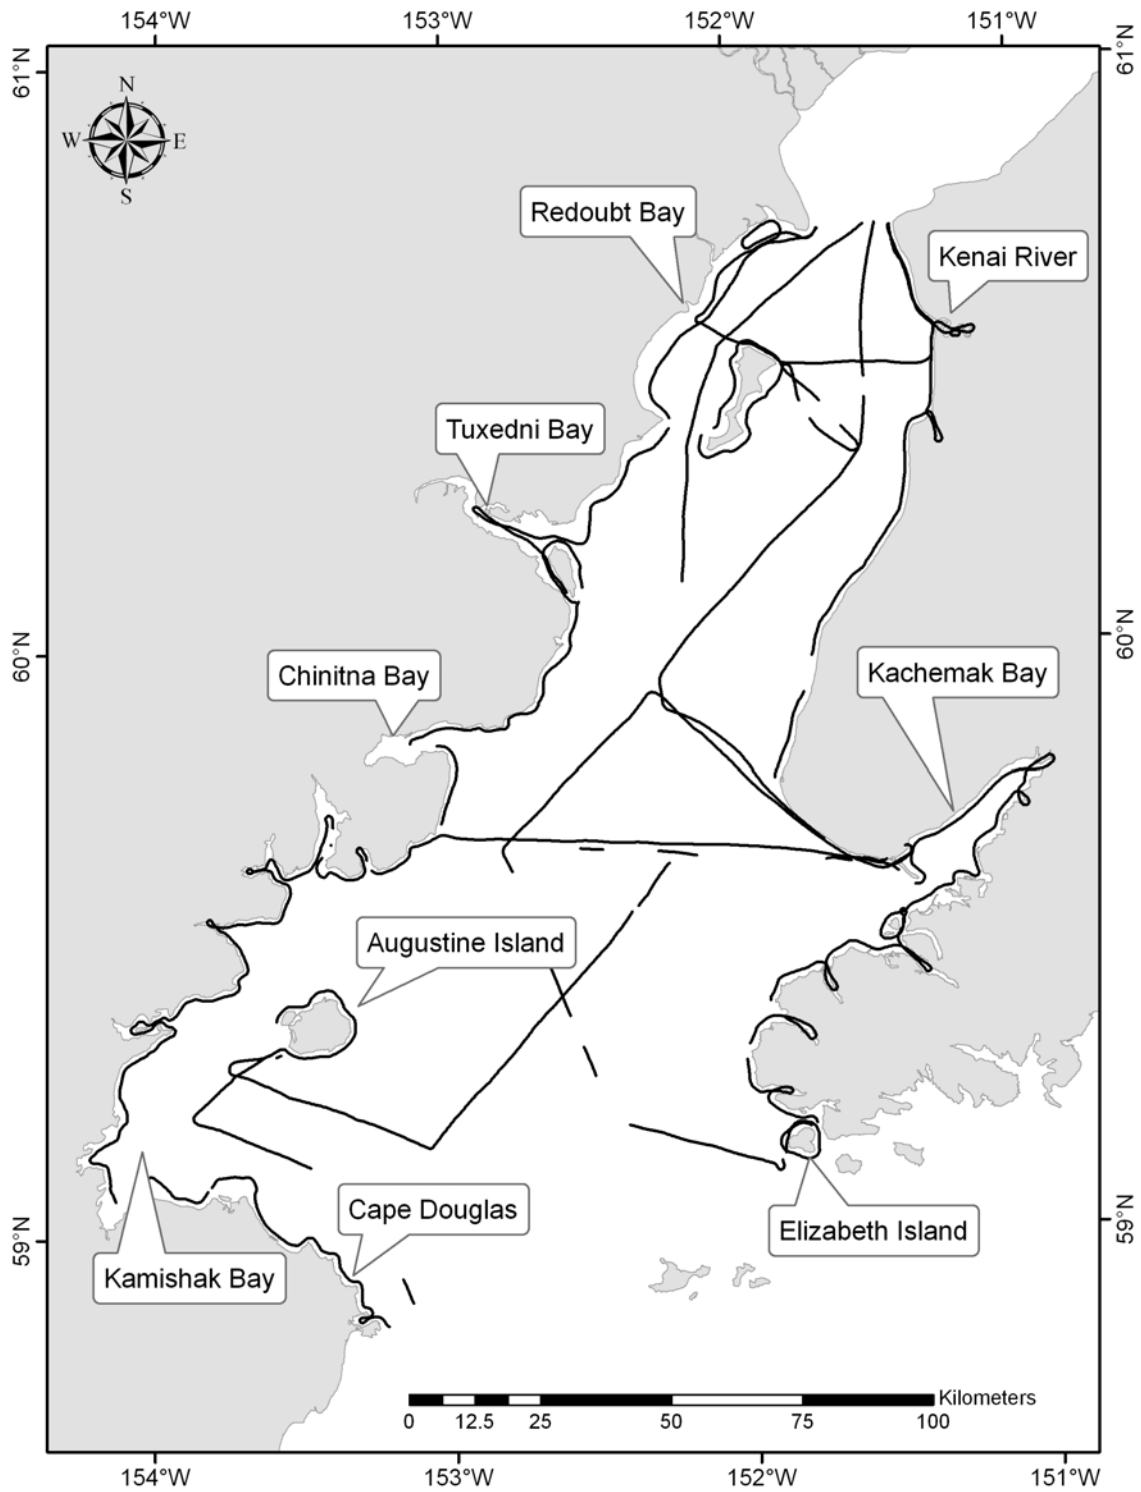 154°W 153°W 152°W 151°W
61°N 61°N
N
W E
S
Redoubt Bay
Kenai River
Tuxedni Bay
60°N 60°N
Chinitna Bay
Kachemak Bay
Augustine Island
Cape Douglas
Elizabeth Island
59°N 59°N
Kamishak Bay
Kilometers
0 12.5 25 50 75 100
154°W 153°W 152°W 151°W